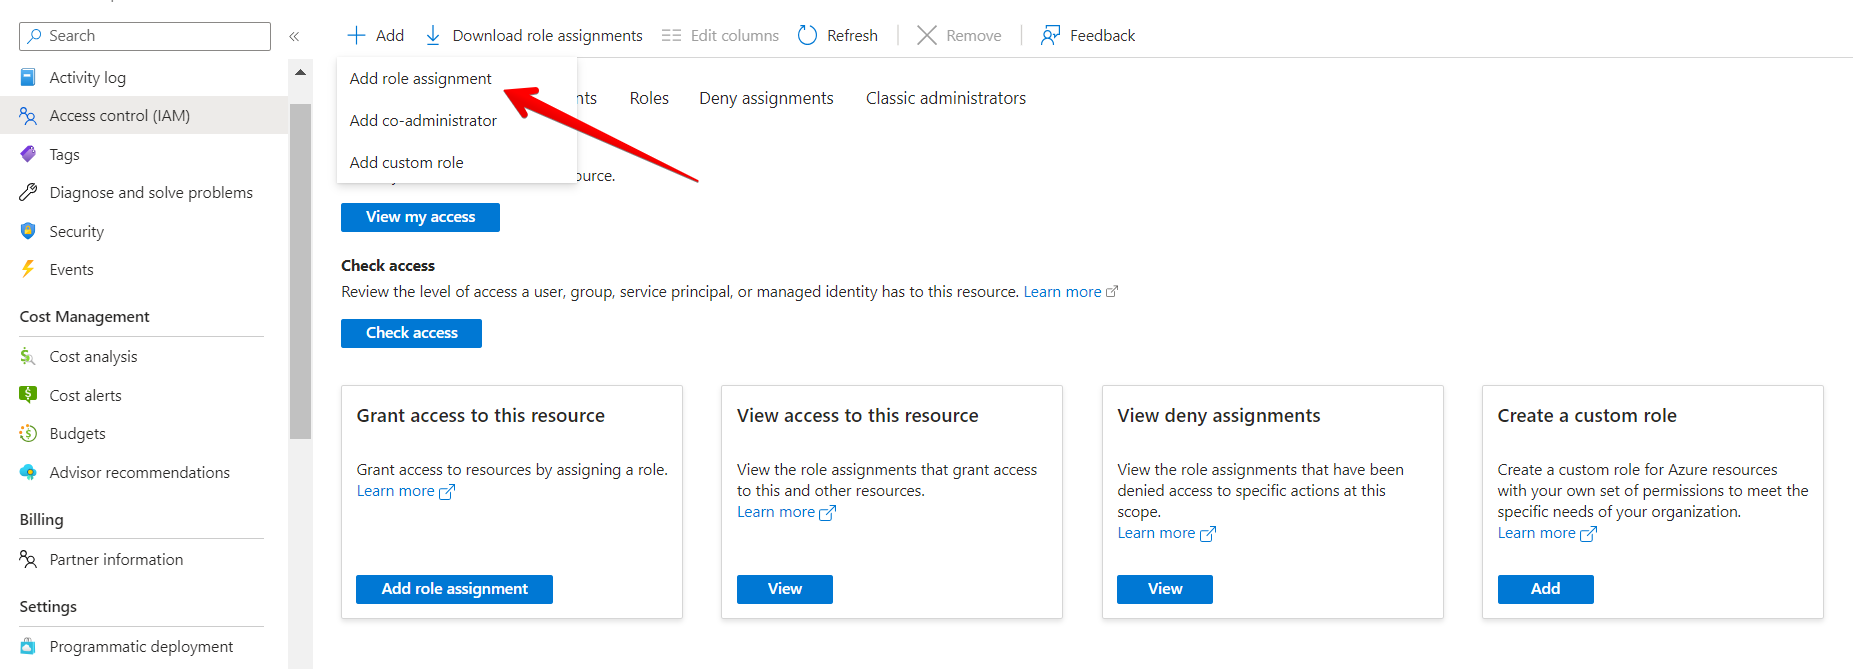 Search
Activity log
Access control (IAM)
Tags
Diagnose and solve problems
Security
Events
Cost Management
Cost analysis
Cost alerts
Budgets
Advisor recommendations
Billing
Partner information
Settings
Programmatic deployment
Add
Download role assignments
Edit columns
Refresh
Remove
Feedback
Add role assignment
Add co-administrator
Add custom role
nts
Roles
Deny assignments
Classic administrators
ource.
View my access
Check access
Review the level of access a user, group, service principal, or managed identity has to this resource. Learn more
Check access
Grant access to this resource
Grant access to resources by assigning a role.
Learn more
Add role assignment
View access to this resource
View the role assignments that grant access
to this and other resources.
Learn more
View
View deny assignments
View the role assignments that have been
denied access to specific actions at this
scope.
Learn more
View
Create a custom role
Create a custom role for Azure resources
with your own set of permissions to meet the
specific needs of your organization.
Learn more
Add